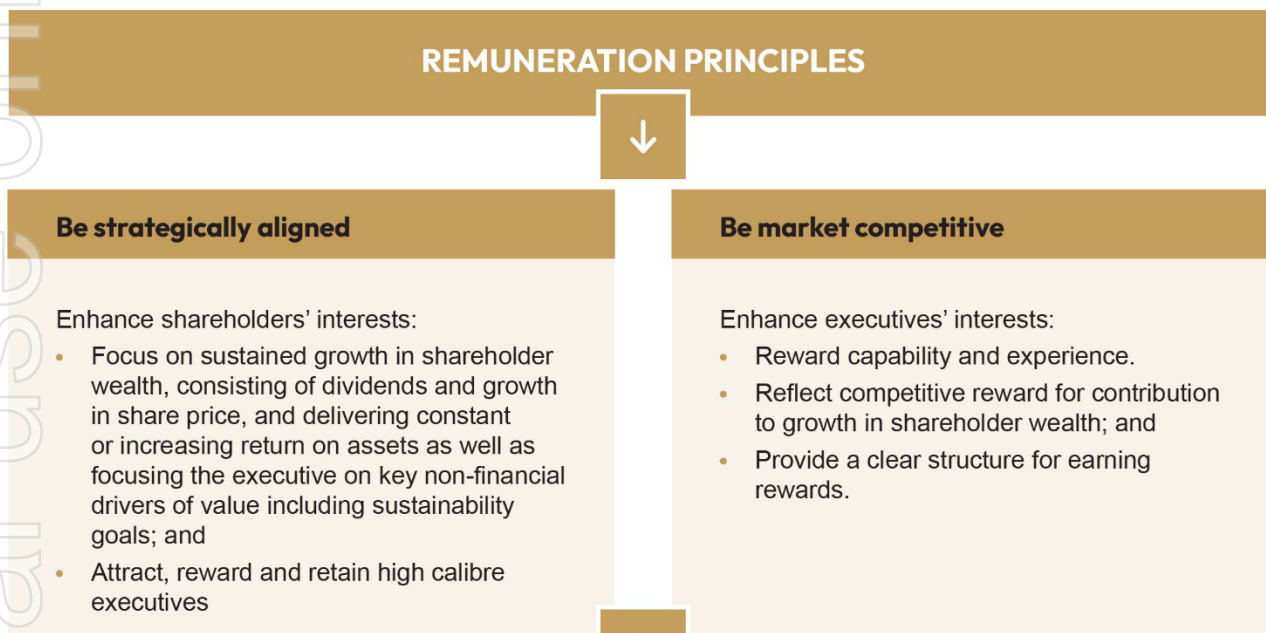 REMUNERATION PRINCIPLES
Be strategically aligned
Enhance shareholders’ interests:
• Focus on sustained growth in shareholder
wealth, consisting of dividends and growth
in share price, and delivering constant
or increasing return on assets as well as
focusing the executive on key non-financial
drivers of value including sustainability
goals; and
• Attract, reward and retain high calibre
executives
Be market competitive
Enhance executives’ interests:
• Reward capability and experience.
• Reflect competitive reward for contribution
to growth in shareholder wealth; and
• Provide a clear structure for earning
rewards.